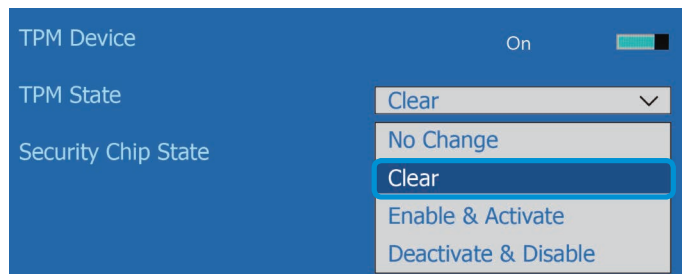 TPM Device On
TPM State Clear
Security Chip State No Change
Clear
Enable & Activate
Deactivate & Disable